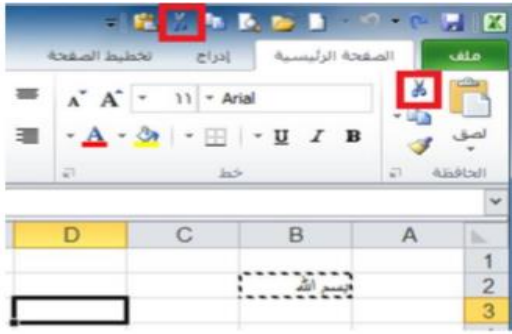 ملف الصفحة الرئيسية إدراج تخطيط الصفحة
Arial 11 A A
لصق B I U A
الحافظة خط
A B C D
1
2 بسم الله
3